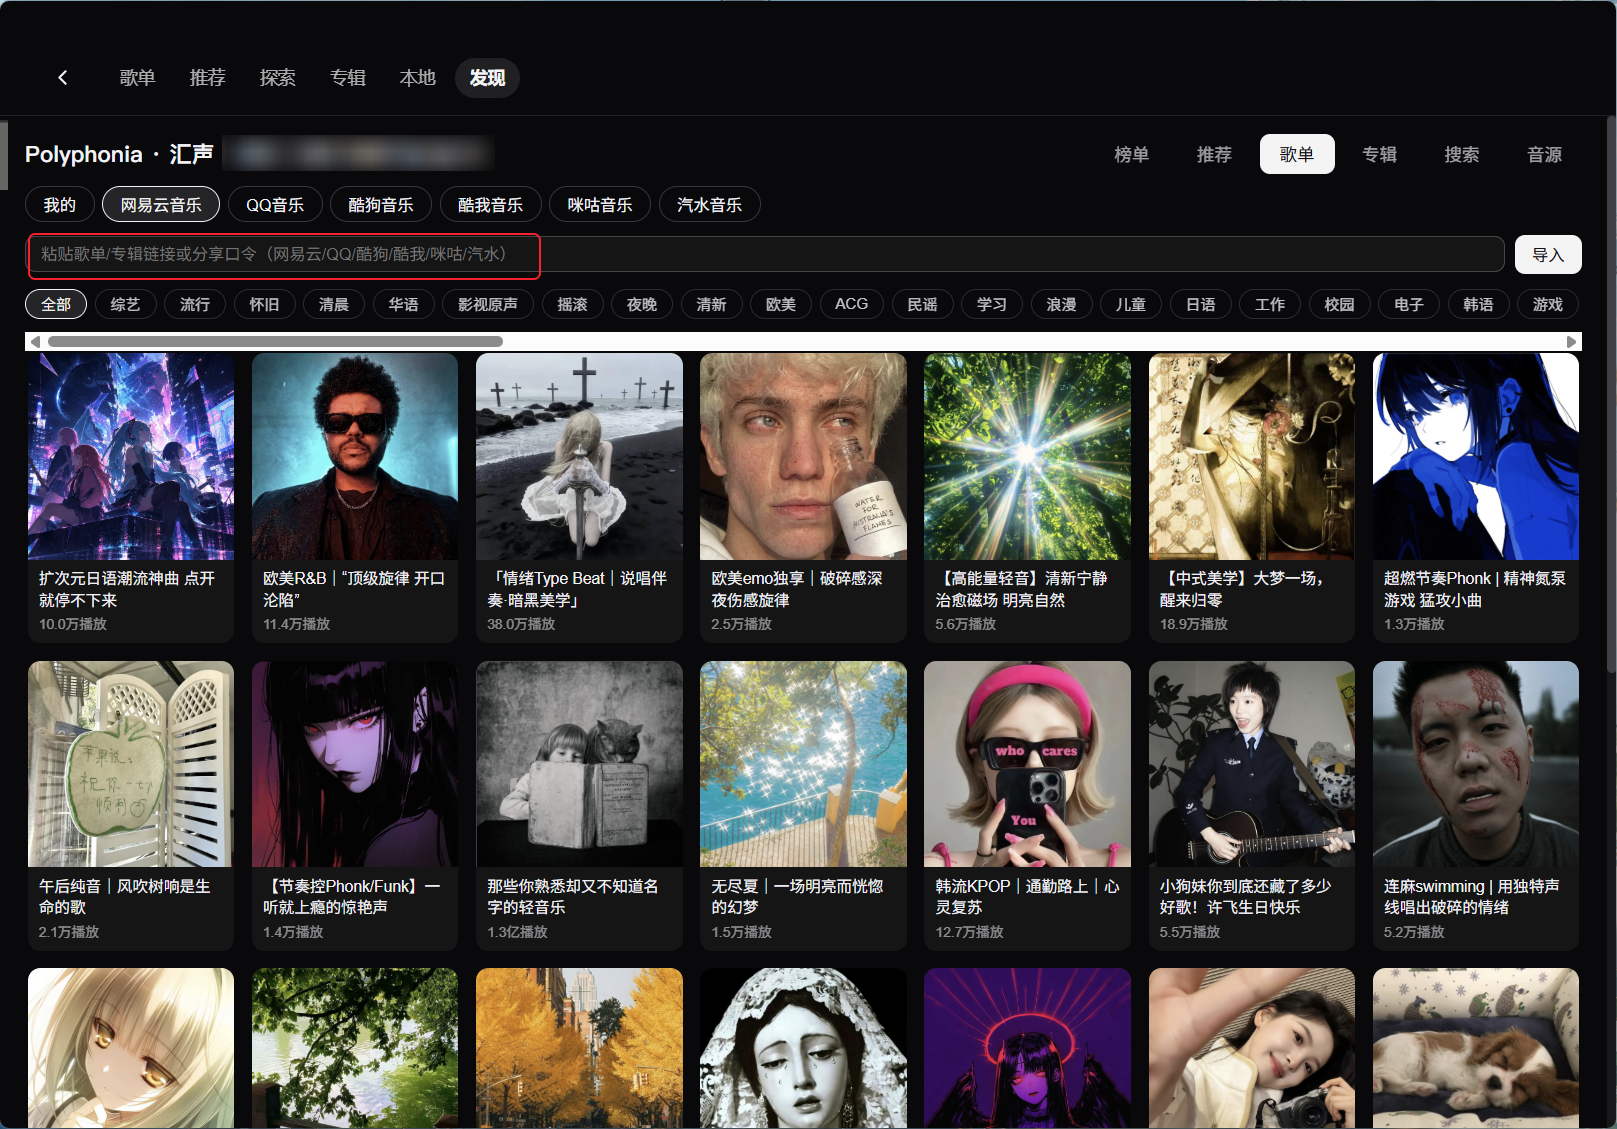 歌单 推荐 探索 专辑 本地 发现
Polyphonia · 汇声
榜单 推荐 歌单 专辑 搜索 音源
我的 网易云音乐 QQ音乐 酷狗音乐 酷我音乐 咪咕音乐 汽水音乐
粘贴歌单/专辑链接或分享口令（网易云/QQ/酷狗/酷我/咪咕/汽水）
导入
全部 综艺 流行 怀旧 清晨 华语 影视原声 摇滚 夜晚 清新 欧美 ACG 民谣 学习 浪漫 儿童 日语 工作 校园 电子 韩语 游戏
WATER
FOR
AUSTRALIA'S
FLAMES
扩次元日语潮流神曲 点开
就停不下来
10.0万播放
欧美R&B｜“顶级旋律 开口
沦陷”
11.4万播放
「情绪Type Beat｜说唱伴
奏·暗黑美学」
38.0万播放
欧美emo独享｜破碎感深
夜伤感旋律
2.5万播放
【高能量轻音】清新宁静
治愈磁场 明亮自然
5.6万播放
【中式美学】大梦一场，
醒来归零
18.9万播放
超燃节奏Phonk | 精神氮泵
游戏 猛攻小曲
1.3万播放
苹果说：
祝你一切
顺利
who cares
You
午后纯音｜风吹树响是生
命的歌
2.1万播放
【节奏控Phonk/Funk】一
听就上瘾的惊艳声
1.4万播放
那些你熟悉却又不知道名
字的轻音乐
1.3亿播放
无尽夏｜一场明亮而恍惚
的幻梦
1.5万播放
韩流KPOP｜通勤路上｜心
灵复苏
12.7万播放
小狗妹你到底还藏了多少
好歌！许飞生日快乐
5.5万播放
连麻swimming | 用独特声
线唱出破碎的情绪
5.2万播放